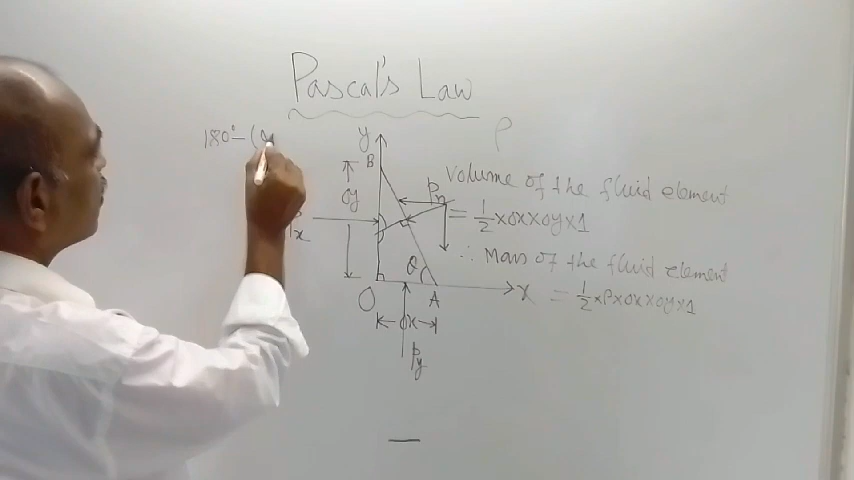 Pascal's Law
180°-(9
y
ρ
B
Volume of the fluid element
δy
Pn
= 1/2 × δx × δy × 1
Px
∴ Mass of the fluid element
θ
O
A
x
= 1/2 × ρ × δx × δy × 1
δx
Py